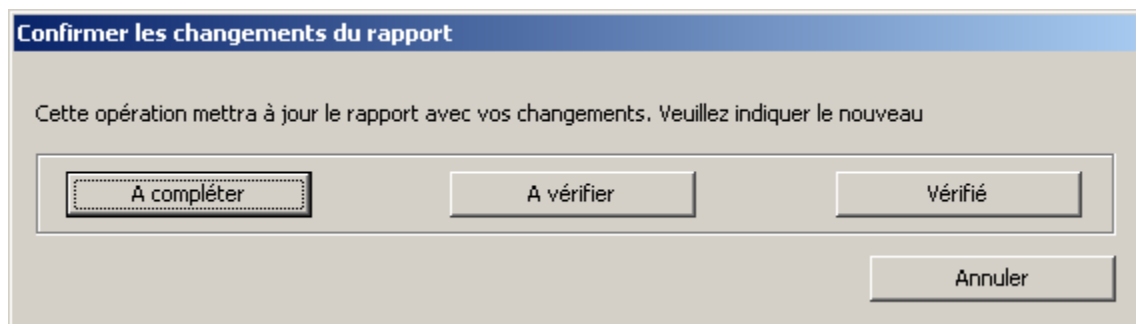 Confirmer les changements du rapport
Cette opération mettra à jour le rapport avec vos changements. Veuillez indiquer le nouveau
A compléter
A vérifier
Vérifié
Annuler